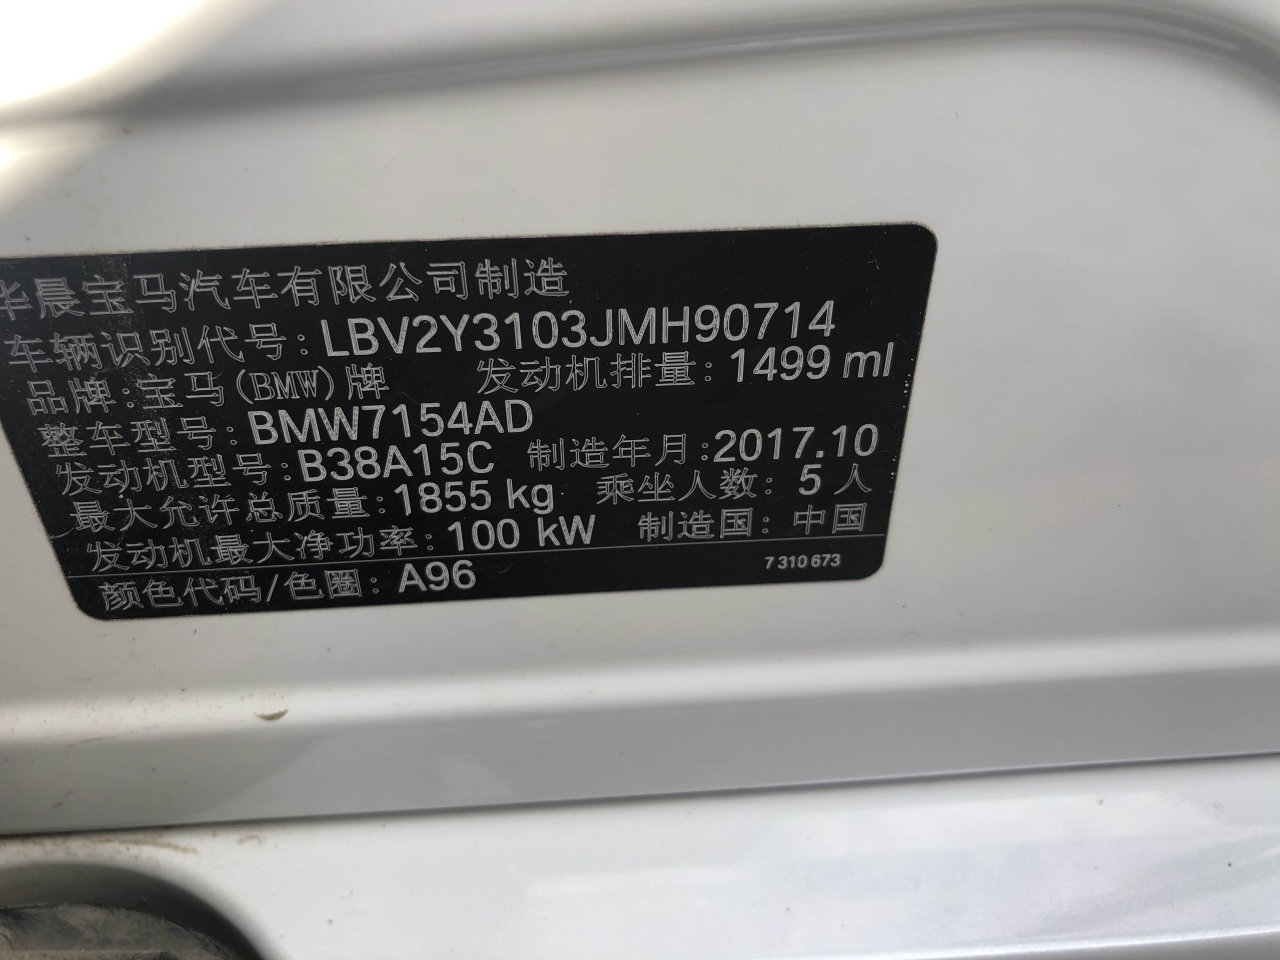 华晨宝马汽车有限公司制造
车辆识别代号: LBV2Y3103JMH90714
品牌: 宝马(BMW)牌 发动机排量: 1499 ml
整车型号: BMW7154AD
发动机型号: B38A15C 制造年月: 2017.10
最大允许总质量: 1855 kg 乘坐人数: 5 人
发动机最大净功率: 100 kW 制造国: 中国
颜色代码/色圈: A96 7 310 673